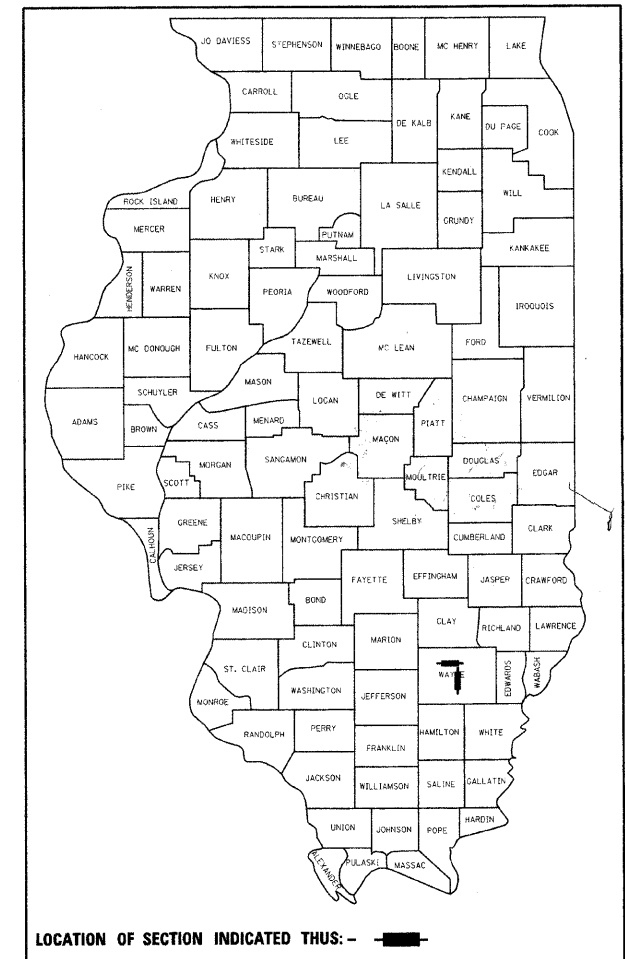 JO DAVIESS STEPHENSON WINNEBAGO BOONE MC HENRY LAKE
CARROLL OGLE DE KALB KANE DU PAGE COOK
WHITESIDE LEE
KENDALL WILL
ROCK ISLAND HENRY BUREAU LA SALLE GRUNDY
MERCER PUTNAM KANKAKEE
STARK MARSHALL
HENDERSON WARREN KNOX PEORIA WOODFORD LIVINGSTON IROQUOIS
HANCOCK MC DONOUGH FULTON TAZEWELL MC LEAN FORD
MASON
SCHUYLER LOGAN DE WITT CHAMPAIGN VERMILION
ADAMS BROWN CASS MENARD MACON PIATT
PIKE SCOTT MORGAN SANGAMON CHRISTIAN MOULTRIE DOUGLAS EDGAR
COLES
CALHOUN GREENE MACOUPIN MONTGOMERY SHELBY CUMBERLAND CLARK
JERSEY FAYETTE EFFINGHAM JASPER CRAWFORD
MADISON BOND
CLINTON MARION CLAY RICHLAND LAWRENCE
ST. CLAIR WAYNE EDWARDS WABASH
MONROE WASHINGTON JEFFERSON
RANDOLPH PERRY FRANKLIN HAMILTON WHITE
JACKSON WILLIAMSON SALINE GALLATIN
UNION JOHNSON POPE HARDIN
ALEXANDER PULASKI MASSAC
LOCATION OF SECTION INDICATED THUS: -